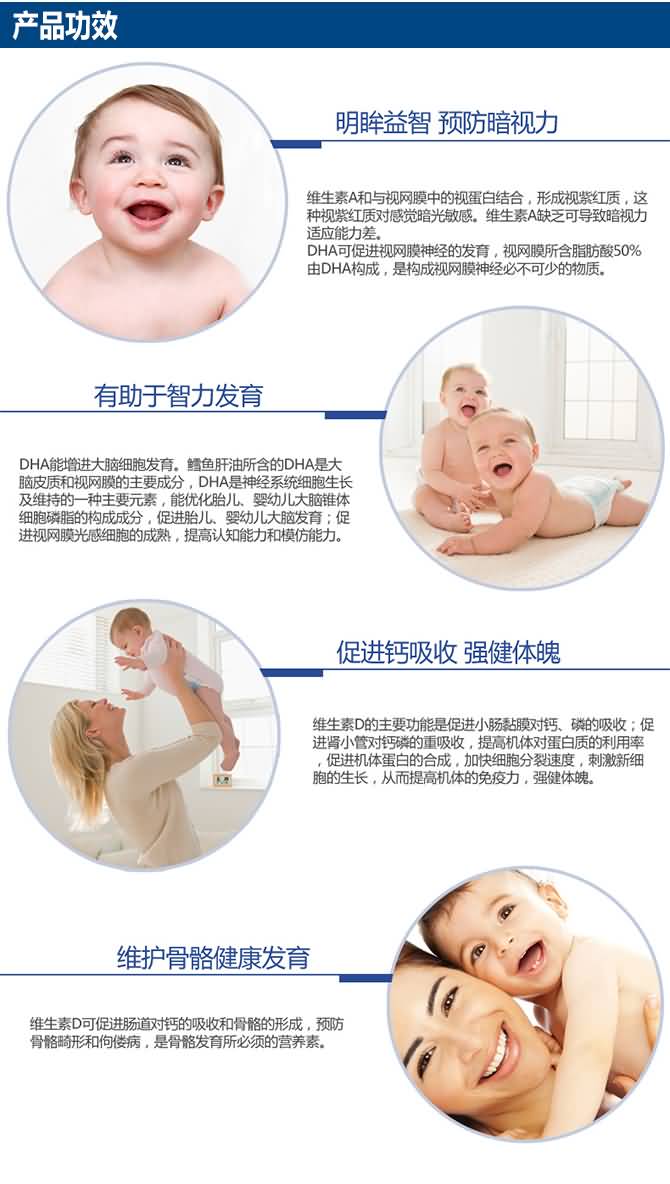 产品功效
明眸益智 预防暗视力
维生素A和与视网膜中的视蛋白结合，形成视紫红质，这
种视紫红质对感觉暗光敏感。维生素A缺乏可导致暗视力
适应能力差。
DHA可促进视网膜神经的发育，视网膜所含脂肪酸50%
由DHA构成，是构成视网膜神经必不可少的物质。
有助于智力发育
DHA能增进大脑细胞发育。鳕鱼肝油所含的DHA是大
脑皮质和视网膜的主要成分，DHA是神经系统细胞生长
及维持的一种主要元素，能优化胎儿、婴幼儿大脑锥体
细胞磷脂的构成成分，促进胎儿、婴幼儿大脑发育；促
进视网膜光感细胞的成熟，提高认知能力和模仿能力。
促进钙吸收 强健体魄
维生素D的主要功能是促进小肠黏膜对钙、磷的吸收；促
进肾小管对钙磷的重吸收，提高机体对蛋白质的利用率
，促进机体蛋白的合成，加快细胞分裂速度，刺激新细
胞的生长，从而提高机体的免疫力，强健体魄。
维护骨骼健康发育
维生素D可促进肠道对钙的吸收和骨骼的形成，预防
骨骼畸形和佝偻病，是骨骼发育所必须的营养素。